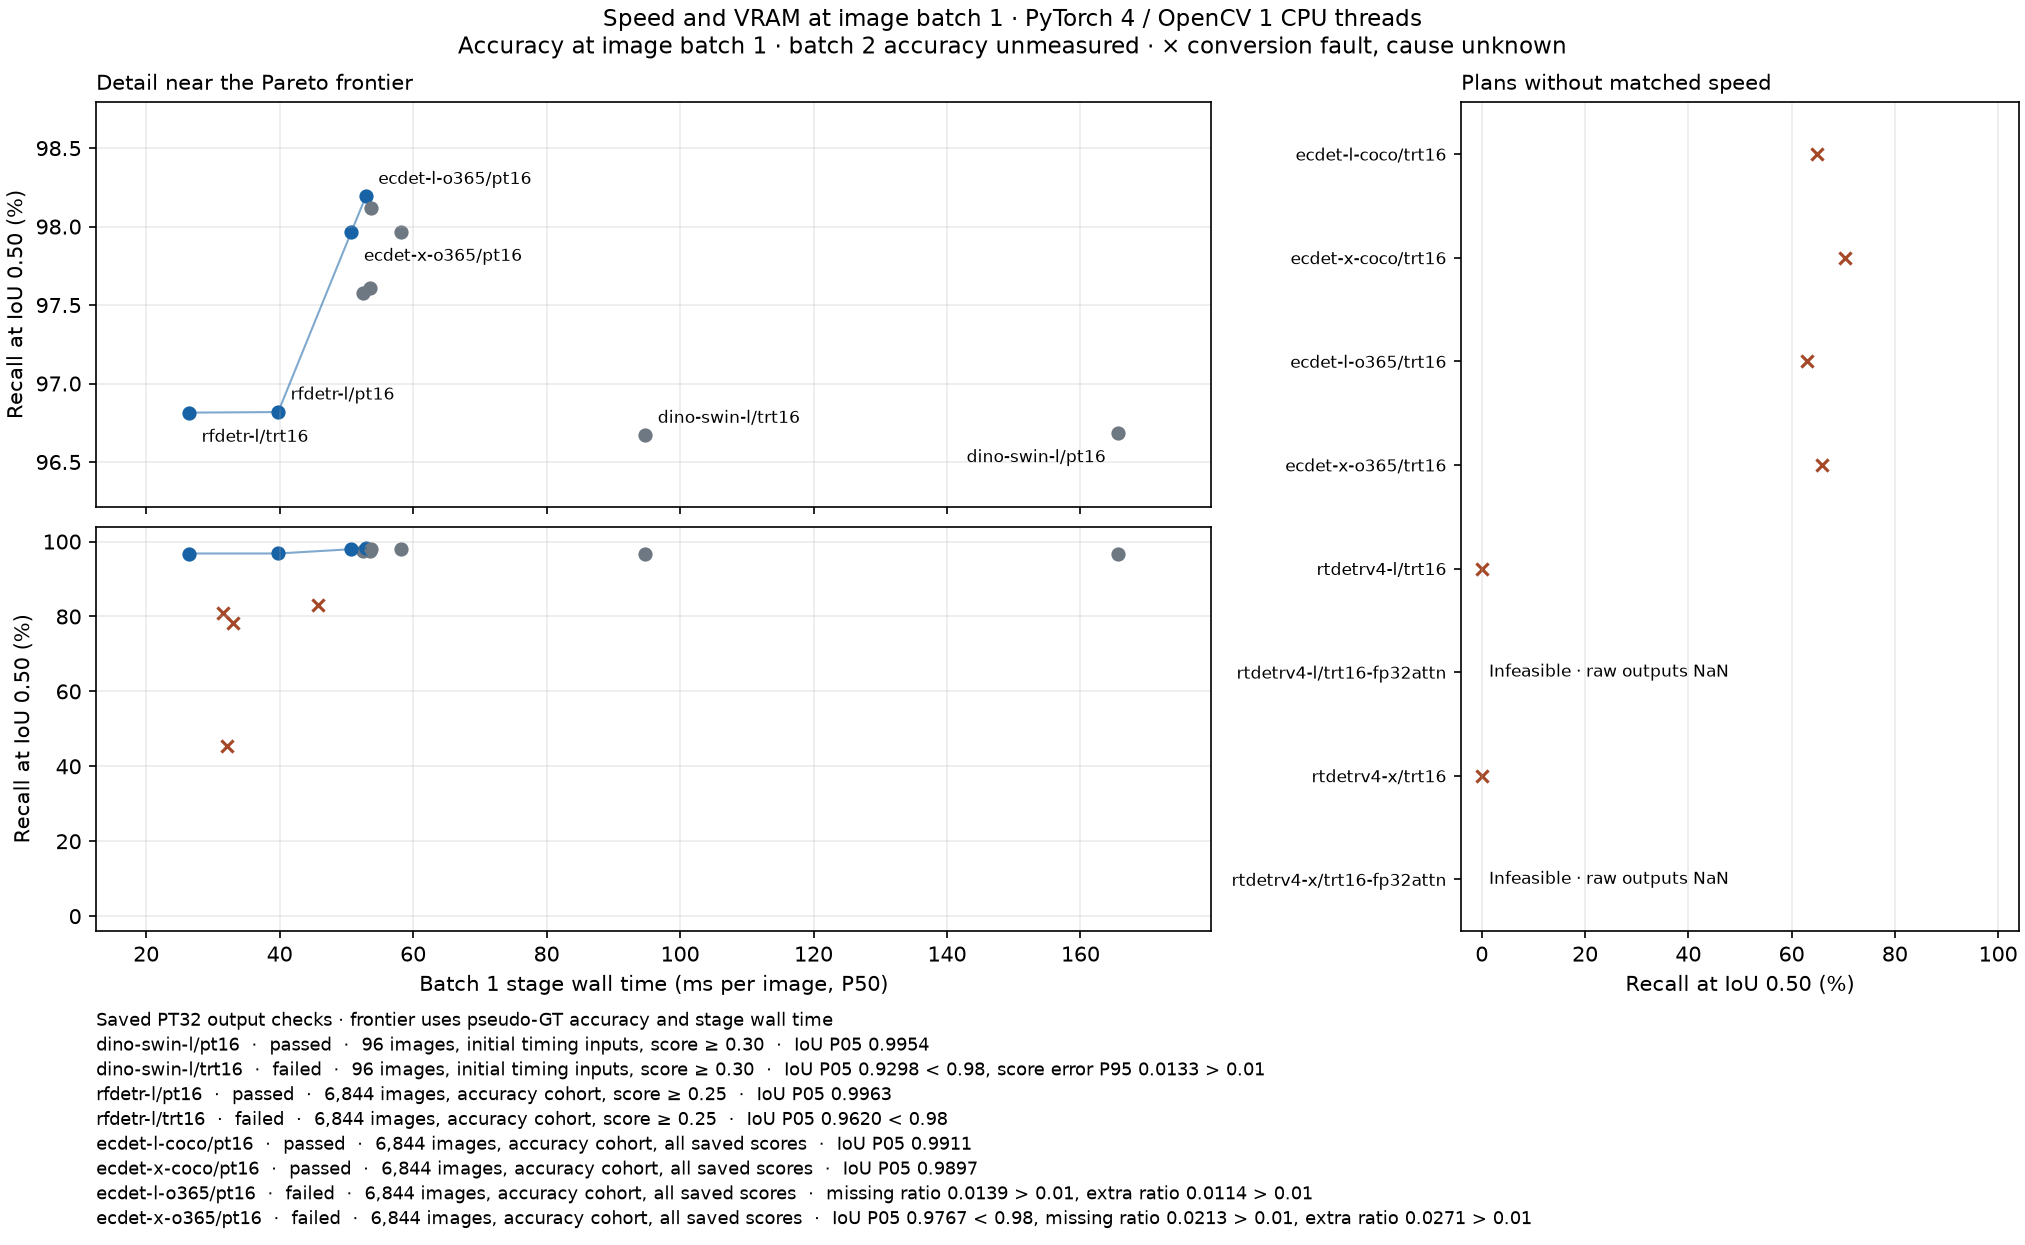 Speed and VRAM at image batch 1 · PyTorch 4 / OpenCV 1 CPU threads
Accuracy at image batch 1 · batch 2 accuracy unmeasured · × conversion fault, cause unknown
Detail near the Pareto frontier
Recall at IoU 0.50 (%)
98.5
98.0
97.5
97.0
96.5
ecdet-l-o365/pt16
ecdet-x-o365/pt16
rfdetr-l/pt16
rfdetr-l/trt16
dino-swin-l/trt16
dino-swin-l/pt16
Recall at IoU 0.50 (%)
100
80
60
40
20
0
20 40 60 80 100 120 140 160
Batch 1 stage wall time (ms per image, P50)
Plans without matched speed
ecdet-l-coco/trt16
ecdet-x-coco/trt16
ecdet-l-o365/trt16
ecdet-x-o365/trt16
rtdetrv4-l/trt16
rtdetrv4-l/trt16-fp32attn
Infeasible · raw outputs NaN
rtdetrv4-x/trt16
rtdetrv4-x/trt16-fp32attn
Infeasible · raw outputs NaN
0 20 40 60 80 100
Recall at IoU 0.50 (%)
Saved PT32 output checks · frontier uses pseudo-GT accuracy and stage wall time
dino-swin-l/pt16 · passed · 96 images, initial timing inputs, score ≥ 0.30 · IoU P05 0.9954
dino-swin-l/trt16 · failed · 96 images, initial timing inputs, score ≥ 0.30 · IoU P05 0.9298 < 0.98, score error P95 0.0133 > 0.01
rfdetr-l/pt16 · passed · 6,844 images, accuracy cohort, score ≥ 0.25 · IoU P05 0.9963
rfdetr-l/trt16 · failed · 6,844 images, accuracy cohort, score ≥ 0.25 · IoU P05 0.9620 < 0.98
ecdet-l-coco/pt16 · passed · 6,844 images, accuracy cohort, all saved scores · IoU P05 0.9911
ecdet-x-coco/pt16 · passed · 6,844 images, accuracy cohort, all saved scores · IoU P05 0.9897
ecdet-l-o365/pt16 · failed · 6,844 images, accuracy cohort, all saved scores · missing ratio 0.0139 > 0.01, extra ratio 0.0114 > 0.01
ecdet-x-o365/pt16 · failed · 6,844 images, accuracy cohort, all saved scores · IoU P05 0.9767 < 0.98, missing ratio 0.0213 > 0.01, extra ratio 0.0271 > 0.01